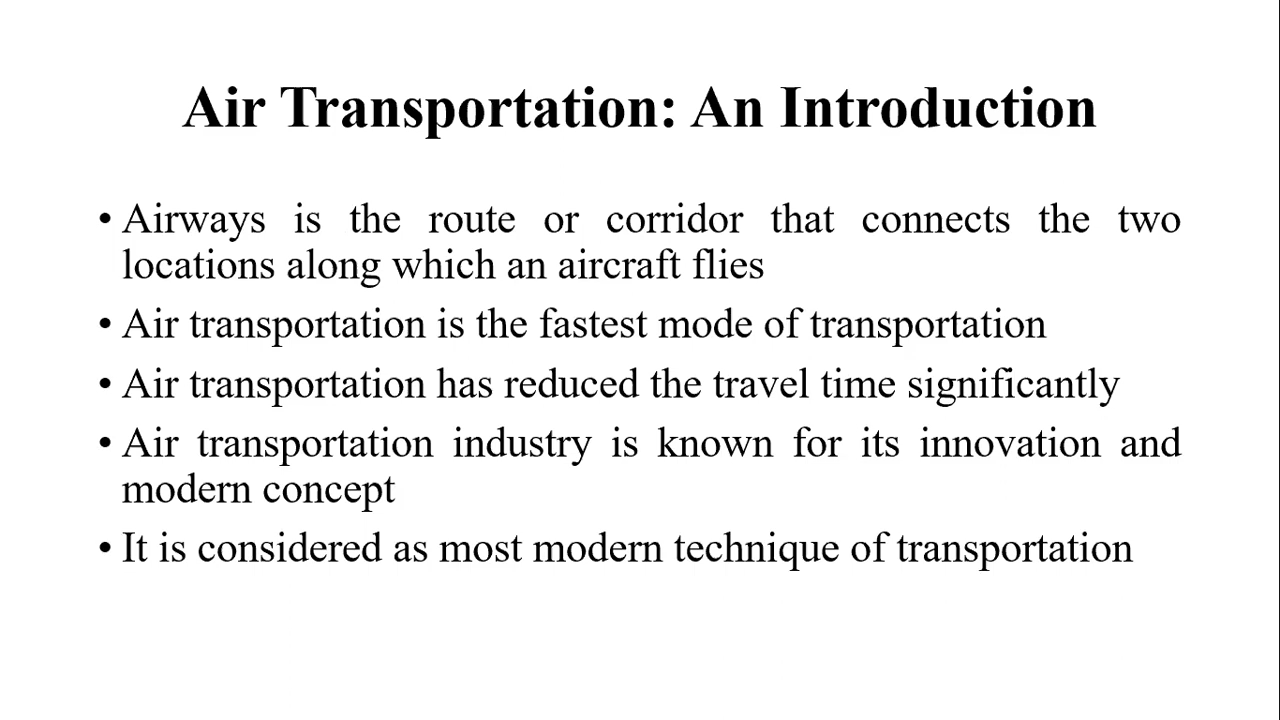 Air Transportation: An Introduction
• Airways is the route or corridor that connects the two
locations along which an aircraft flies
• Air transportation is the fastest mode of transportation
• Air transportation has reduced the travel time significantly
• Air transportation industry is known for its innovation and
modern concept
• It is considered as most modern technique of transportation